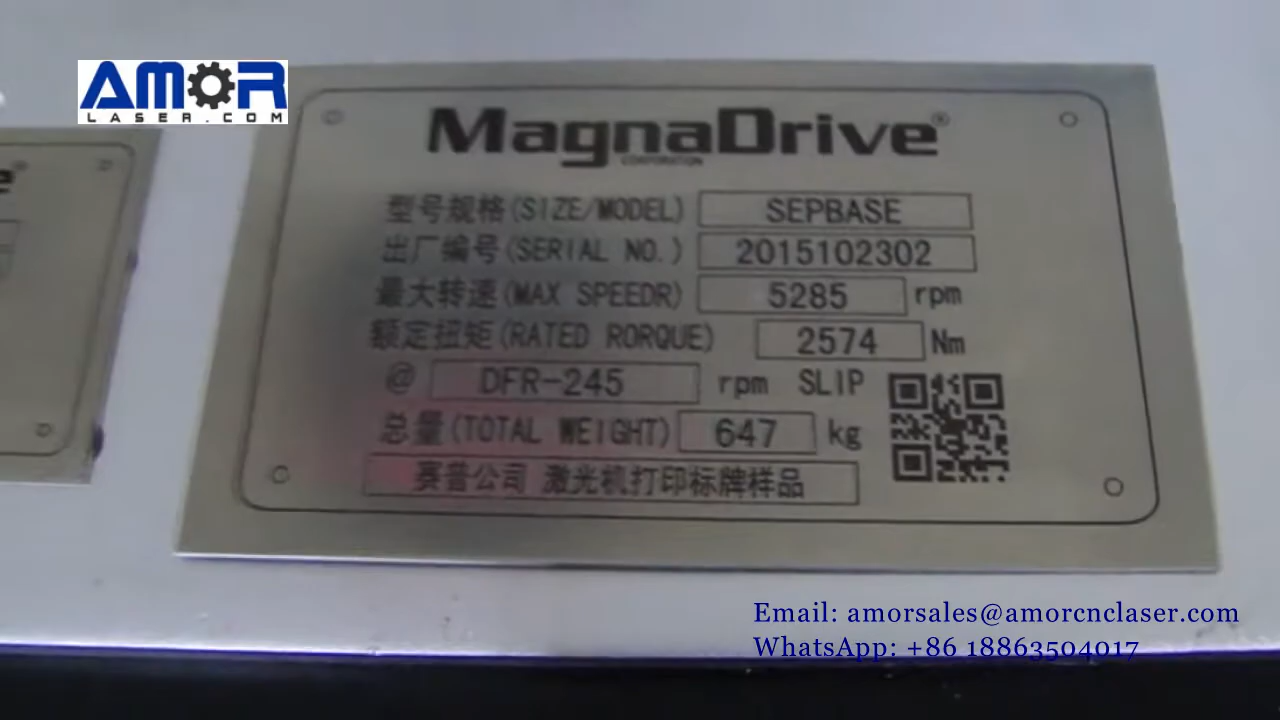 AMOR
LASER.COM
MagnaDrive®
CORPORATION
型号规格(SIZE/MODEL) SEPBASE
出厂编号(SERIAL NO.) 2015102302
最大转速(MAX SPEEDR) 5285 rpm
额定扭矩(RATED RORQUE) 2574 Nm
@ DFR-245 rpm SLIP
总量(TOTAL WEIGHT) 647 kg
赛普公司 激光机打印标牌样品
e®
Email: amorsales@amorcnclaser.com
WhatsApp: +86 18863504017